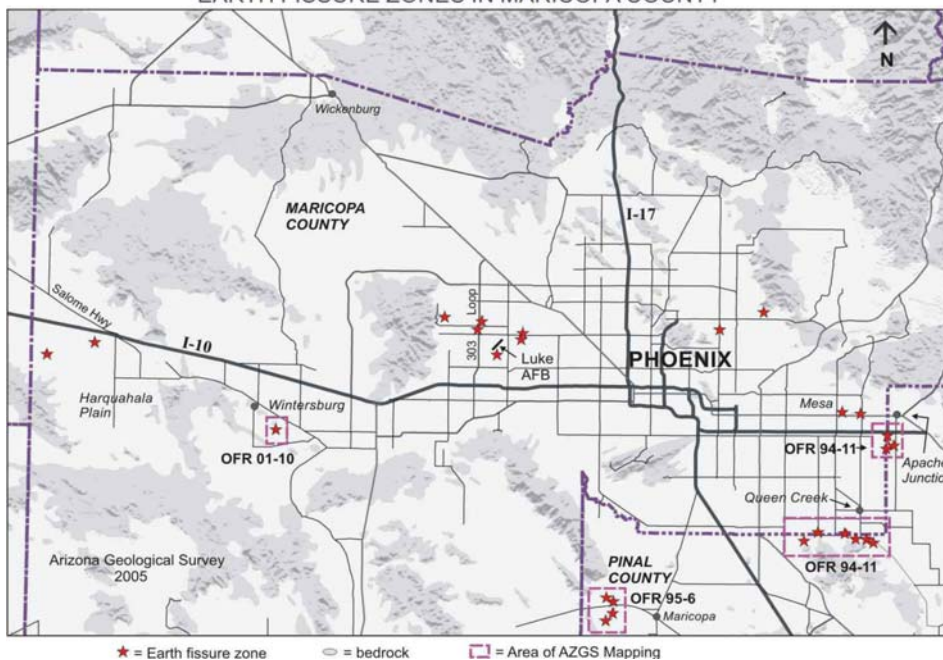 EARTH FISSURE ZONES IN MARICOPA COUNTY
N
Wickenburg
MARICOPA
COUNTY
I-17
Salome Hwy
Loop
303
I-10
PHOENIX
Luke
AFB
Harquahala
Plain
Wintersburg
Mesa
OFR 01-10
OFR 94-11
Apache
Junction
Queen Creek
Arizona Geological Survey
2005
PINAL
COUNTY
OFR 94-11
OFR 95-6
Maricopa
= Earth fissure zone
= bedrock
= Area of AZGS Mapping